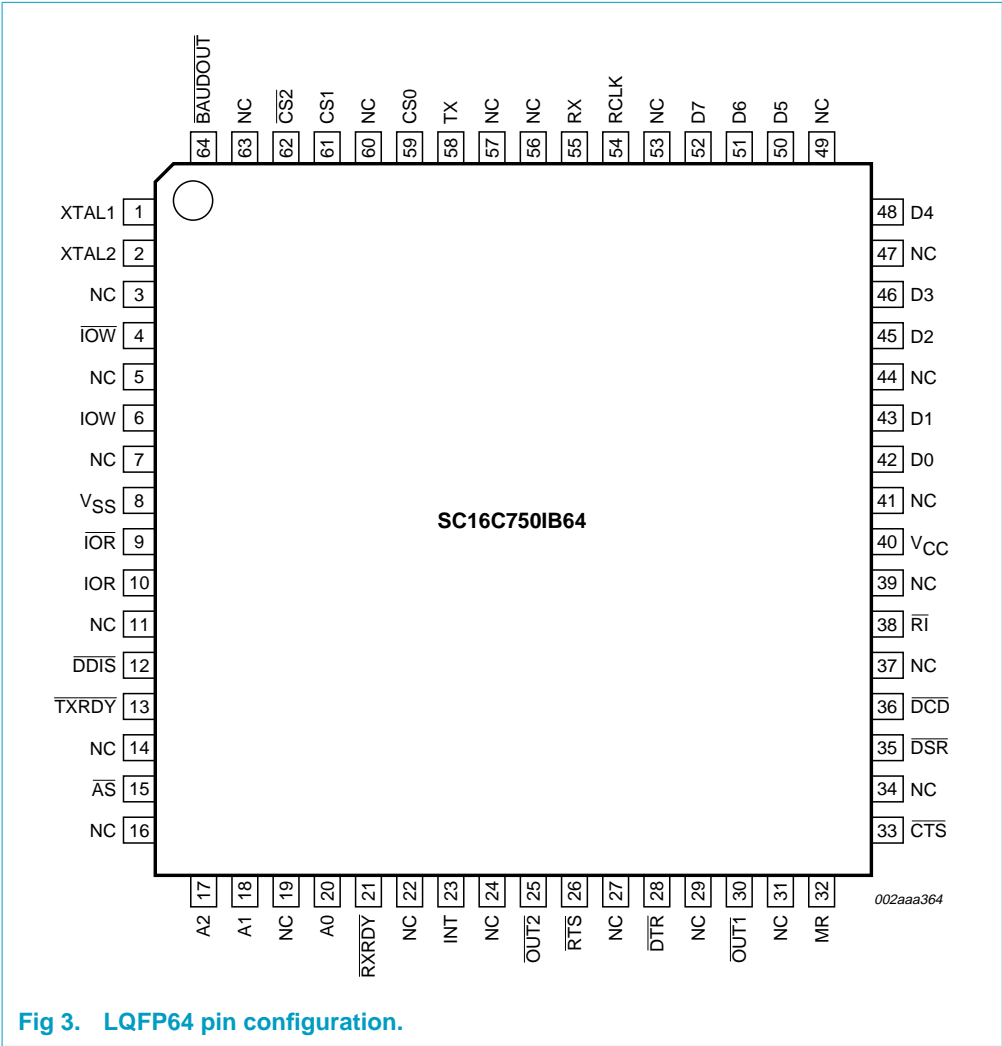 BAUDOUT NC CS2 CS1 NC CS0 TX NC NC RX RCLK NC D7 D6 D5 NC
64 63 62 61 60 59 58 57 56 55 54 53 52 51 50 49
XTAL1 1 48 D4
XTAL2 2 47 NC
NC 3 46 D3
IOW 4 45 D2
NC 5 44 NC
IOW 6 43 D1
NC 7 42 D0
VSS 8 41 NC
SC16C750IB64
IOR 9 40 VCC
IOR 10 39 NC
NC 11 38 RI
DDIS 12 37 NC
TXRDY 13 36 DCD
NC 14 35 DSR
AS 15 34 NC
NC 16 33 CTS
17 18 19 20 21 22 23 24 25 26 27 28 29 30 31 32
A2 A1 NC A0 RXRDY NC INT NC OUT2 RTS NC DTR NC OUT1 NC MR
002aaa364
Fig 3. LQFP64 pin configuration.